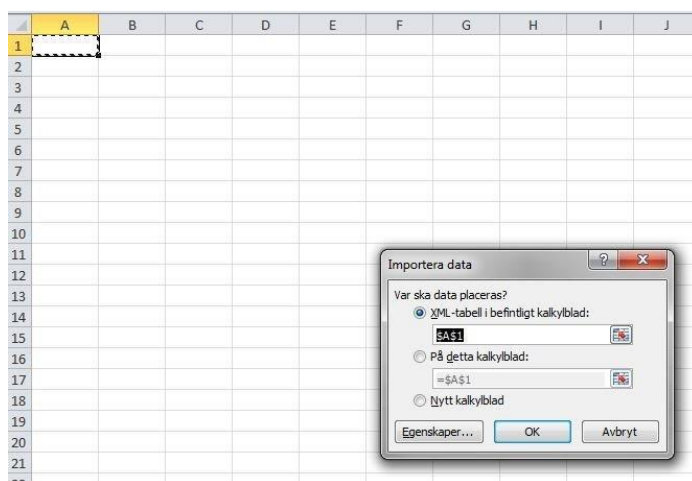 A B C D E F G H I J
1
2
3
4
5
6
7
8
9
10
11
12
13
14
15
16
17
18
19
20
21
Importera data
Var ska data placeras?
XML-tabell i befintligt kalkylblad:
$A$1
På detta kalkylblad:
=$A$1
Nytt kalkylblad
Egenskaper... OK Avbryt